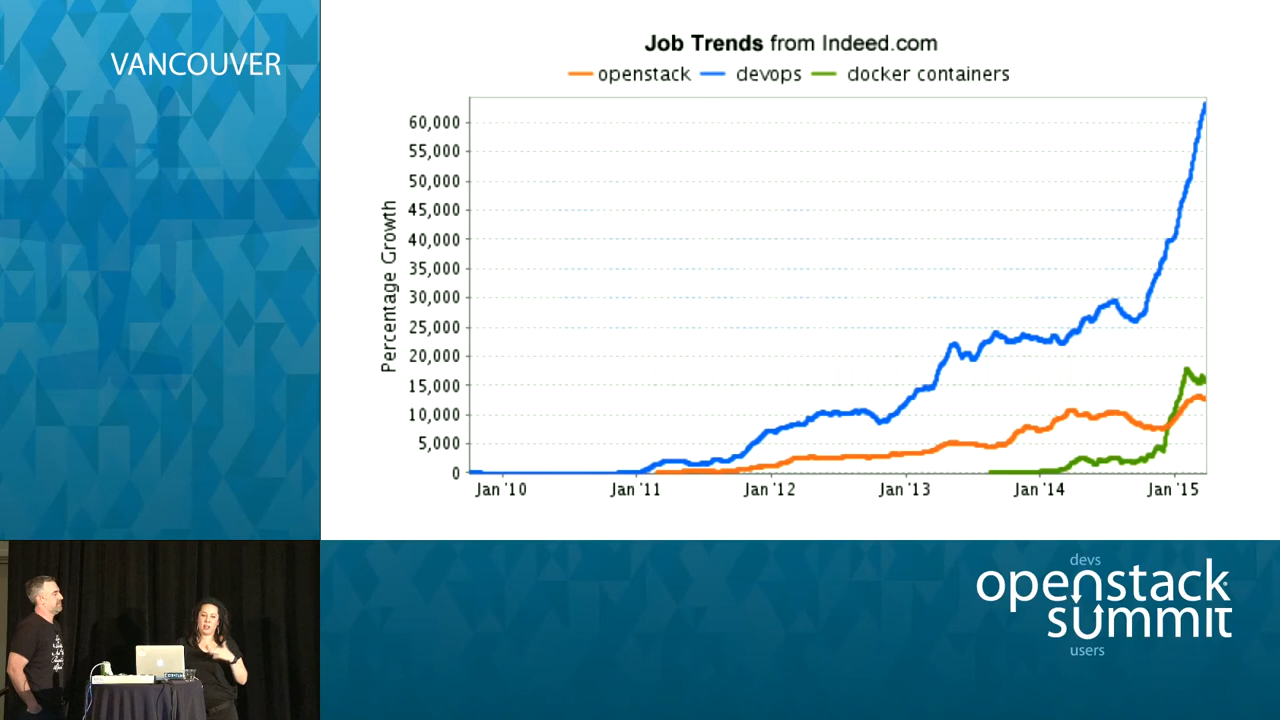 VANCOUVER
Job Trends from Indeed.com
openstack devops docker containers
Percentage Growth
60,000
55,000
50,000
45,000
40,000
35,000
30,000
25,000
20,000
15,000
10,000
5,000
0
Jan '10 Jan '11 Jan '12 Jan '13 Jan '14 Jan '15
devs
openstack
summit
users